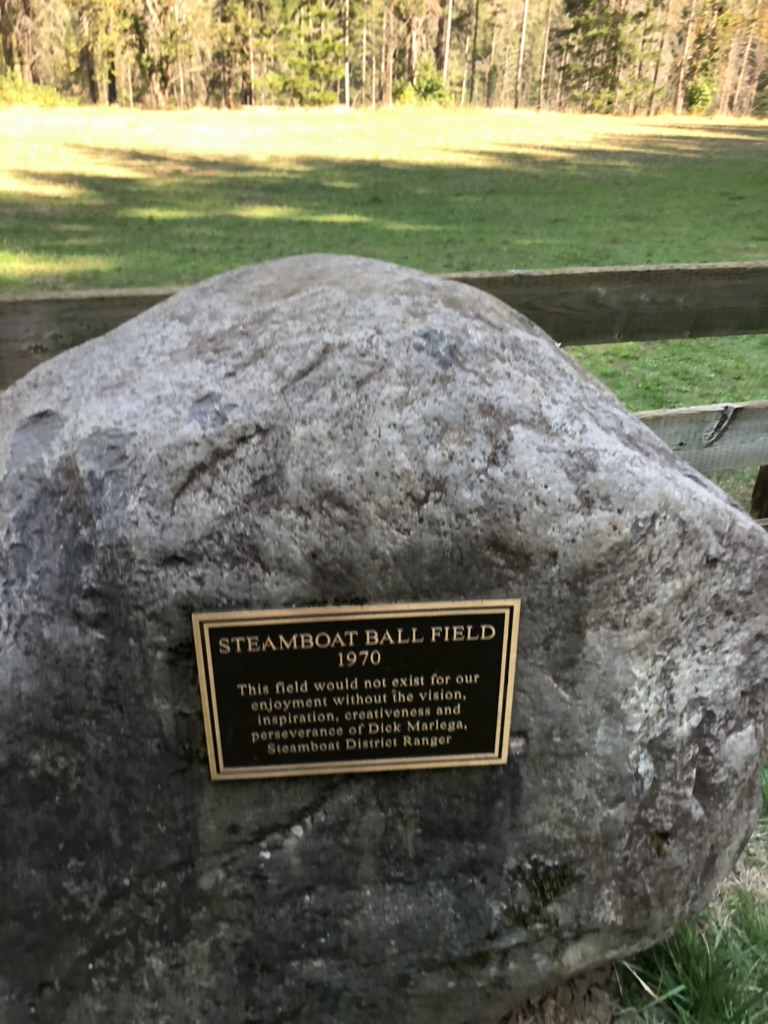 STEAMBOAT BALL FIELD
1970
This field would not exist for our
enjoyment without the vision,
inspiration, creativeness and
perseverance of Dick Marlega,
Steamboat District Ranger